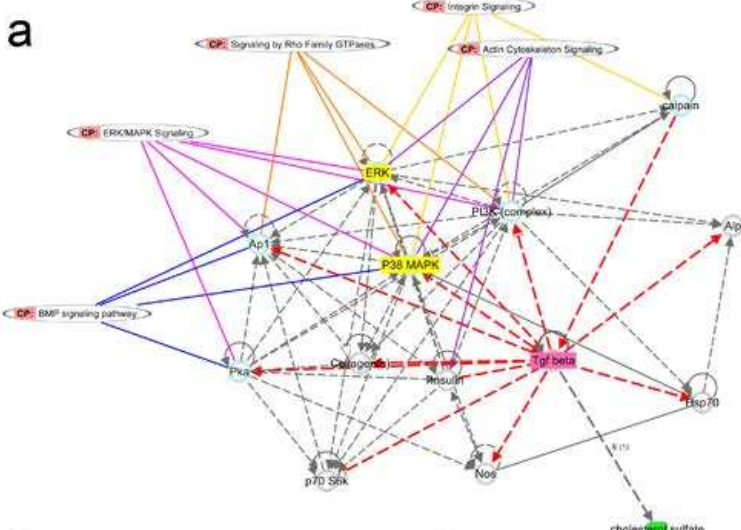 a
CP: Integrin Signaling
CP: Signaling by Rho Family GTPases
CP: Actin Cytoskeleton Signaling
calpain
CP: ERK/MAPK Signaling
ERK
PI3K (complex)
Alp
Ap1
P38 MAPK
CP: BMP signaling pathway
Pka
Collagen(s)
Insulin
Tgf beta
Hsp70
E (1)
p70 S6k
Nos
cholesterol sulfate